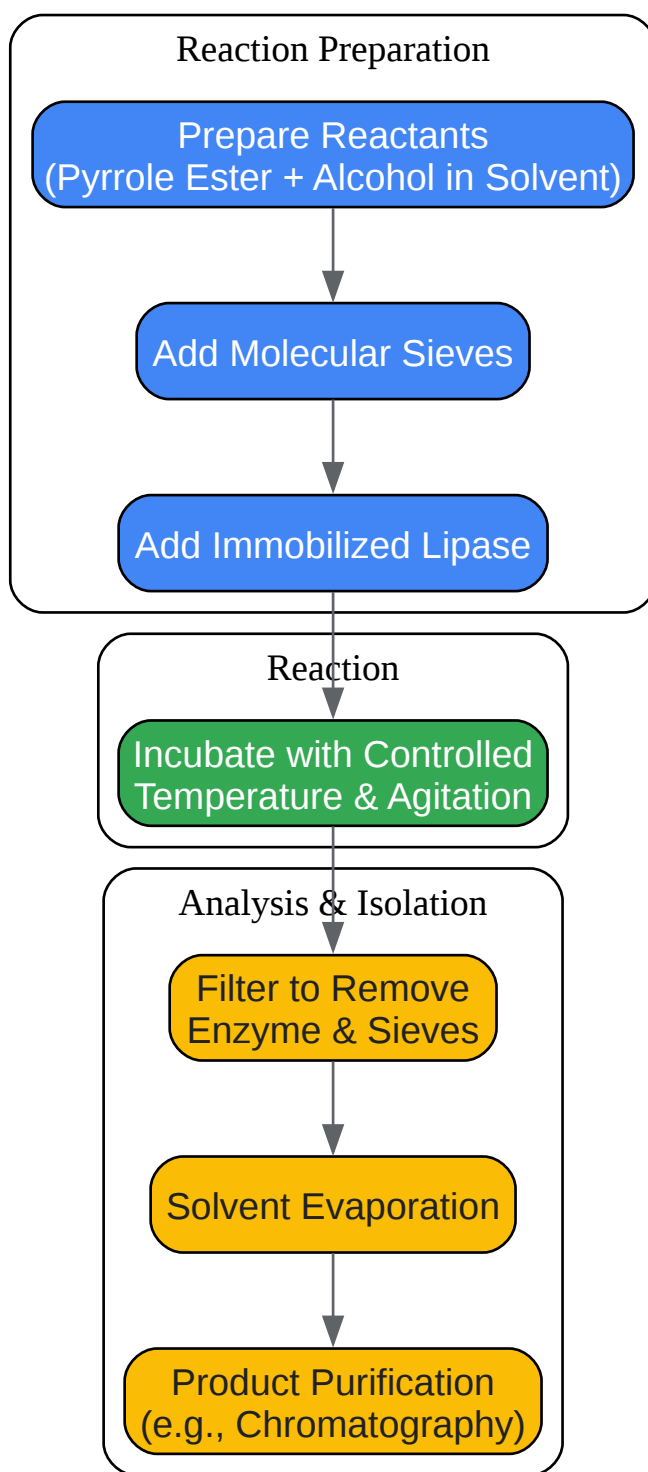 Reaction Preparation
Prepare Reactants
(Pyrrole Ester + Alcohol in Solvent)
Add Molecular Sieves
Add Immobilized Lipase
Reaction
Incubate with Controlled
Temperature & Agitation
Analysis & Isolation
Filter to Remove
Enzyme & Sieves
Solvent Evaporation
Product Purification
(e.g., Chromatography)